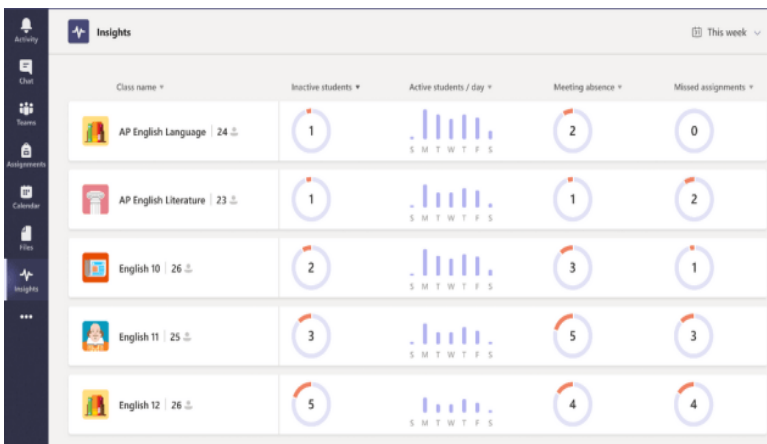 Activity
Chat
Teams
Assignments
Calendar
Files
Insights
Insights
This week
Class name
Inactive students
Active students / day
Meeting absence
Missed assignments
AP English Language | 24
1
S M T W T F S
2
0
AP English Literature | 23
1
S M T W T F S
1
2
English 10 | 26
2
S M T W T F S
3
1
English 11 | 25
3
S M T W T F S
5
3
English 12 | 26
5
S M T W T F S
4
4